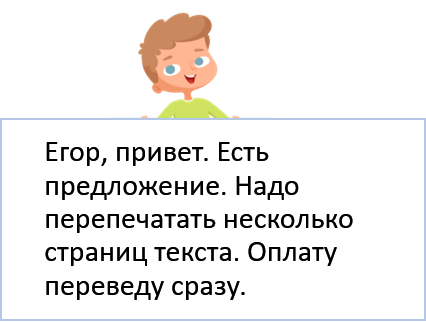 Егор, привет. Есть
предложение. Надо
перепечатать несколько
страниц текста. Оплату
переведу сразу.